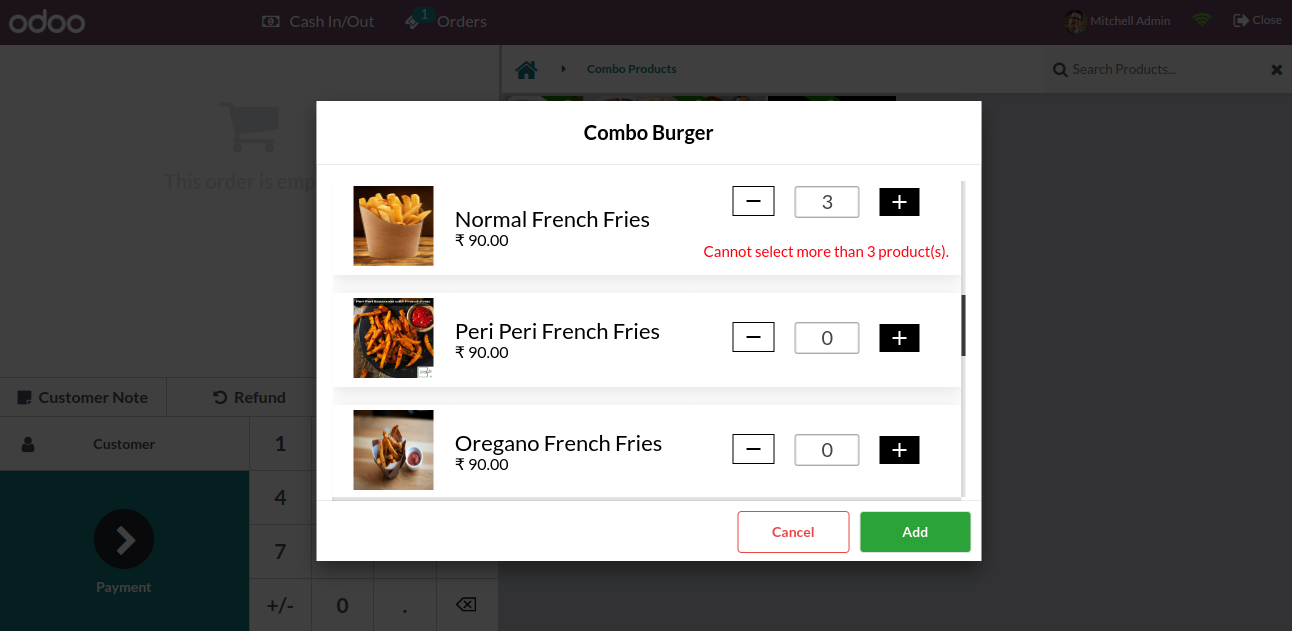 odoo
Cash In/Out
1
Orders
Mitchell Admin
Close
Combo Products
Search Products...
This order is emp
Combo Burger
Normal French Fries
₹ 90.00
3
Cannot select more than 3 product(s).
Peri Peri French Fries
₹ 90.00
0
Oregano French Fries
₹ 90.00
0
Cancel
Add
Customer Note
Refund
Customer
1
4
7
+/-
0
.
Payment